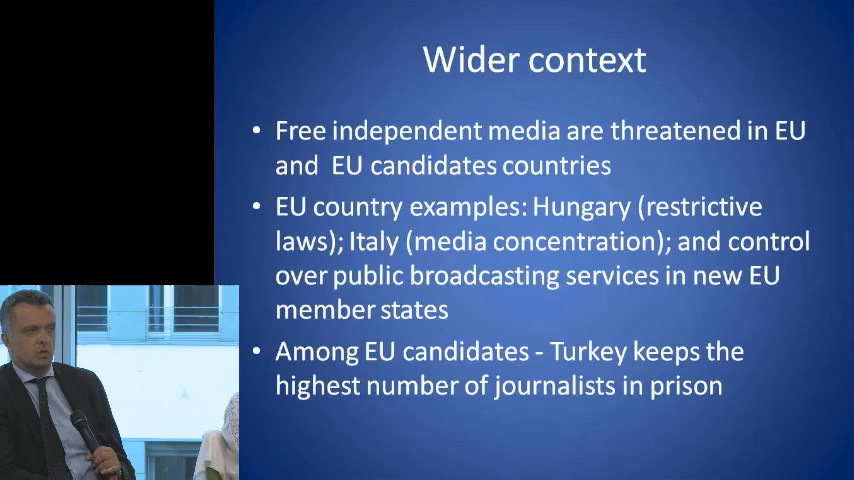 Wider context
• Free independent media are threatened in EU
and EU candidates countries
• EU country examples: Hungary (restrictive
laws); Italy (media concentration); and control
over public broadcasting services in new EU
member states
• Among EU candidates - Turkey keeps the
highest number of journalists in prison